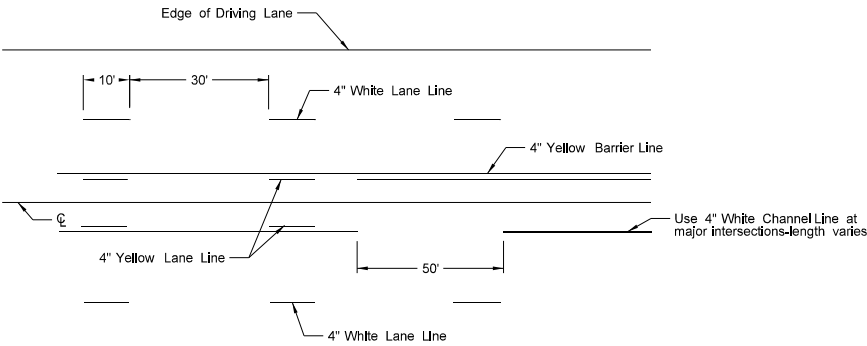 Edge of Driving Lane
10'
30'
4" White Lane Line
4" Yellow Barrier Line
℄
Use 4" White Channel Line at
major intersections-length varies
4" Yellow Lane Line
50'
4" White Lane Line